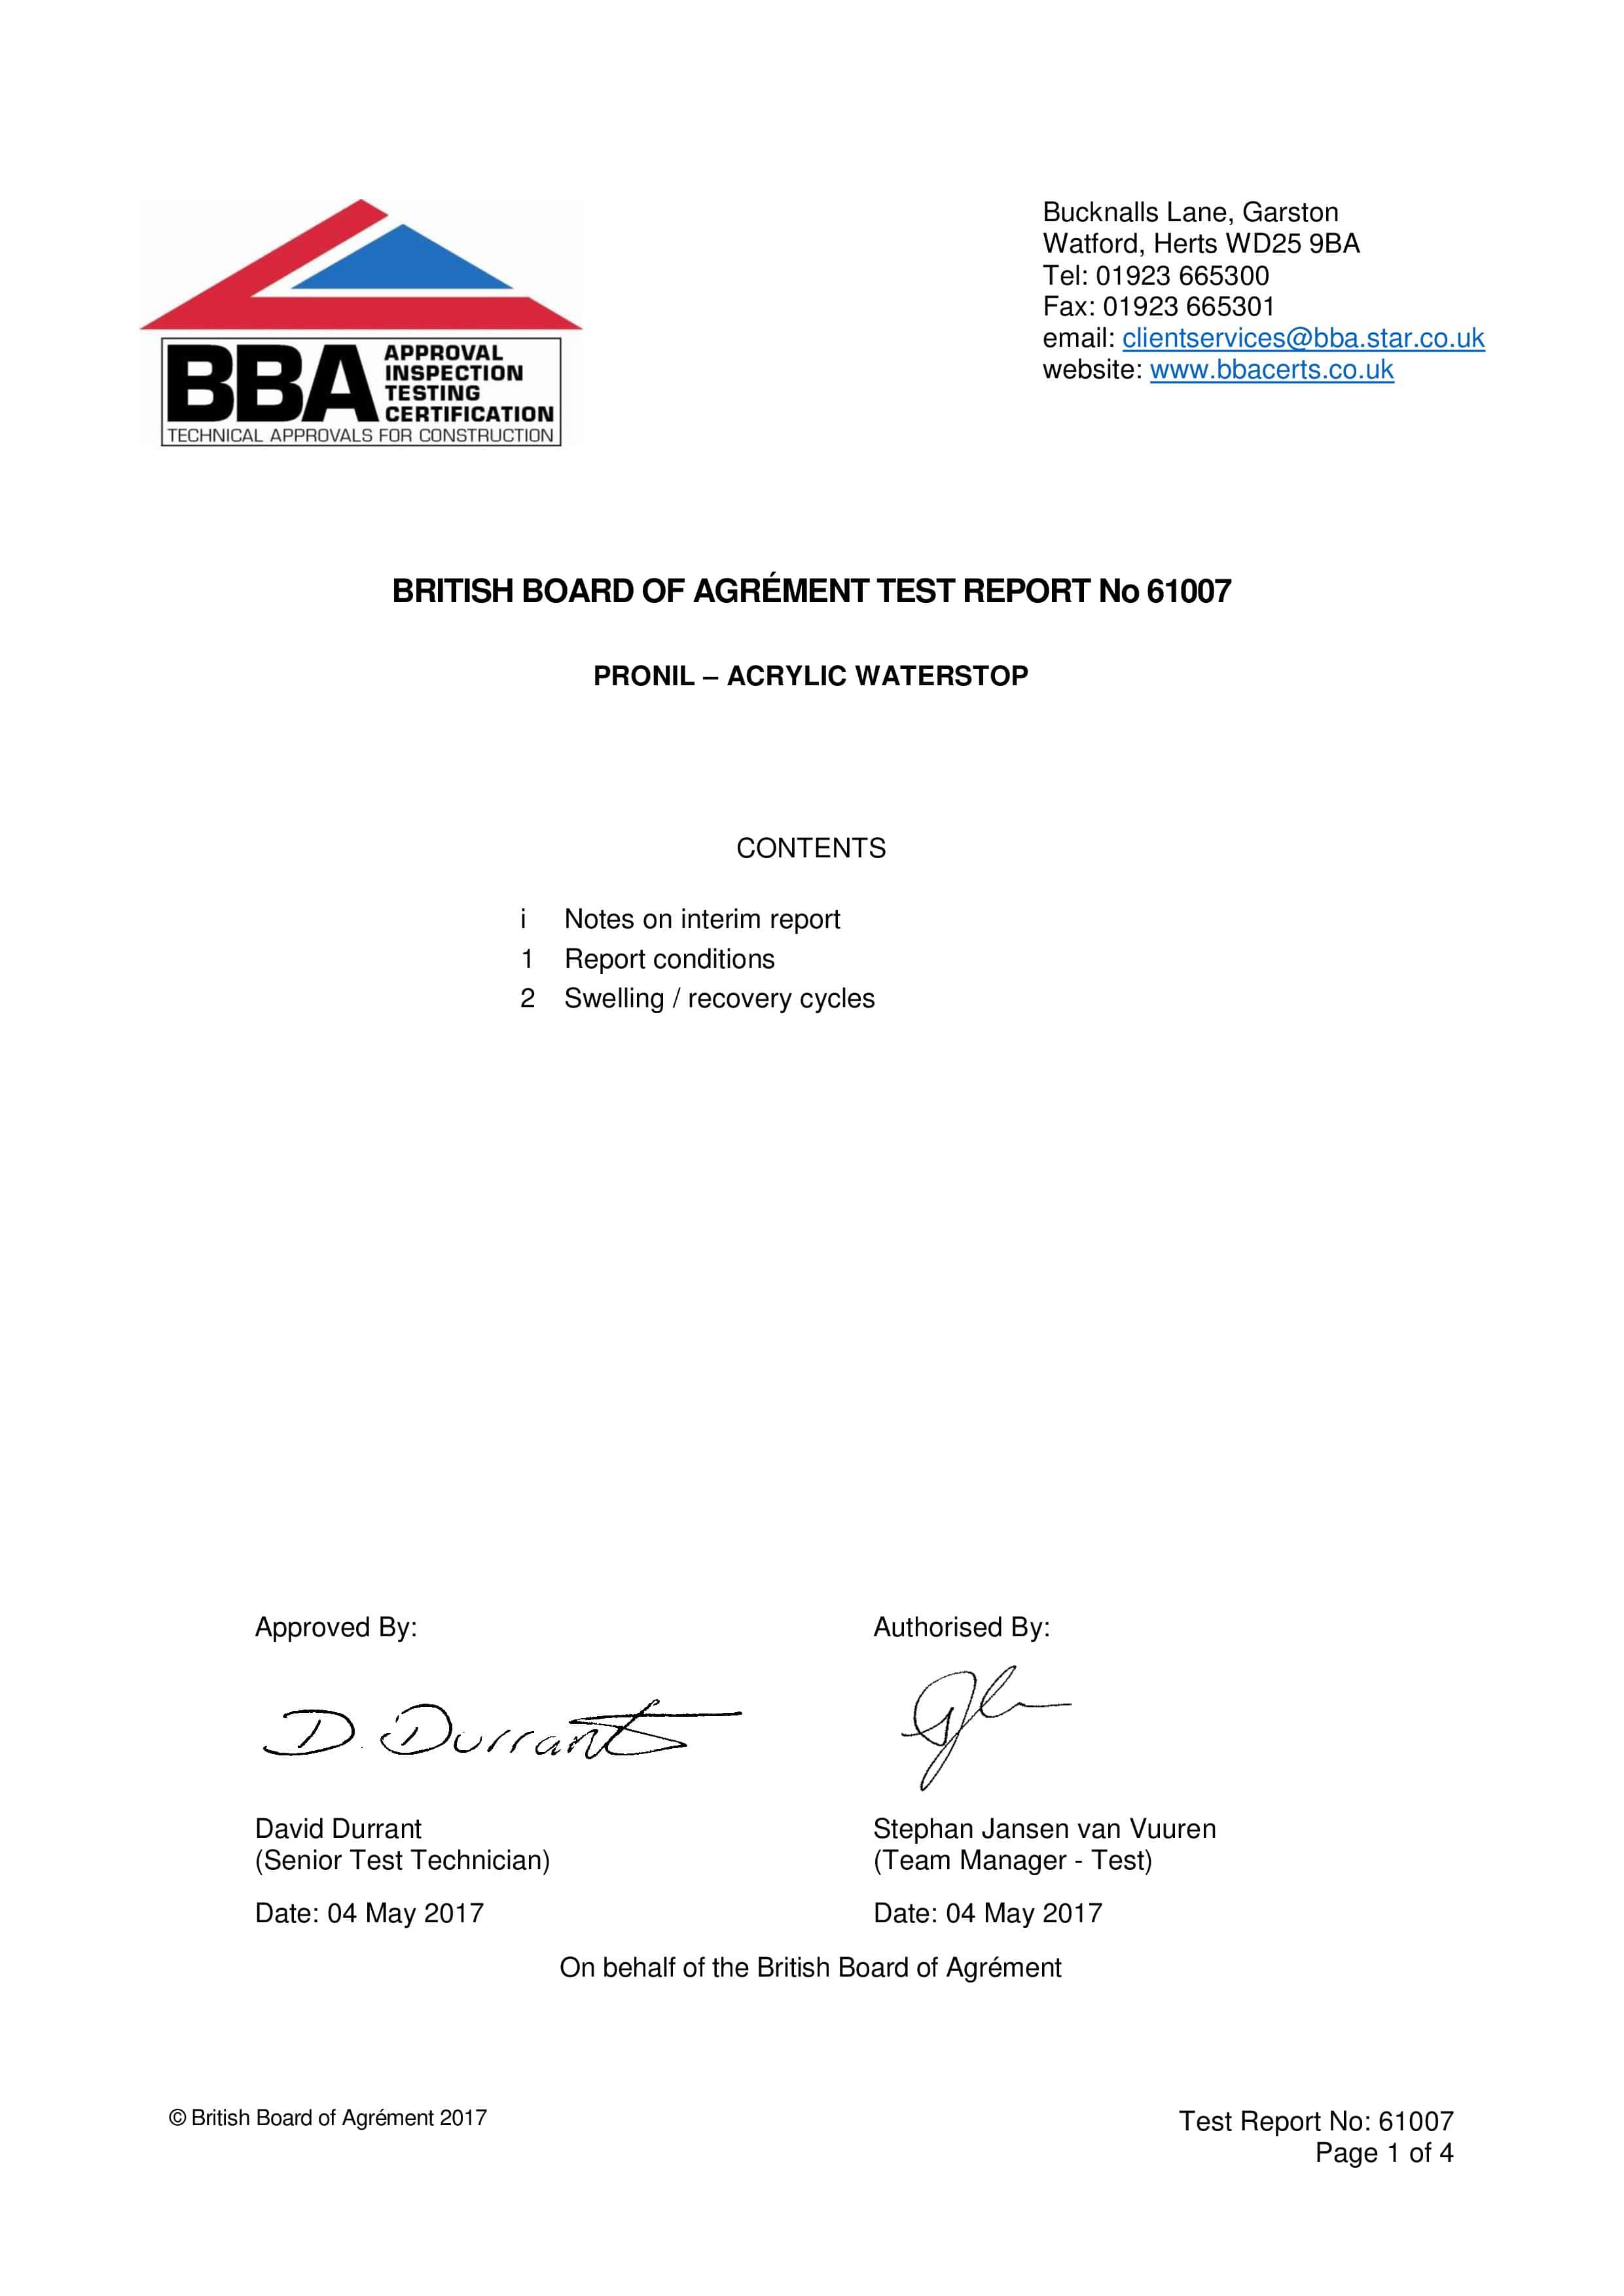 BBA
APPROVAL
INSPECTION
TESTING
CERTIFICATION
TECHNICAL APPROVALS FOR CONSTRUCTION
Bucknalls Lane, Garston
Watford, Herts WD25 9BA
Tel: 01923 665300
Fax: 01923 665301
email: clientservices@bba.star.co.uk
website: www.bbacerts.co.uk
BRITISH BOARD OF AGRÉMENT TEST REPORT No 61007
PRONIL – ACRYLIC WATERSTOP
CONTENTS
i Notes on interim report
1 Report conditions
2 Swelling / recovery cycles
Approved By:
D. Durrant
David Durrant
(Senior Test Technician)
Date: 04 May 2017
Authorised By:
Stephan Jansen van Vuuren
(Team Manager - Test)
Date: 04 May 2017
On behalf of the British Board of Agrément
© British Board of Agrément 2017
Test Report No: 61007
Page 1 of 4